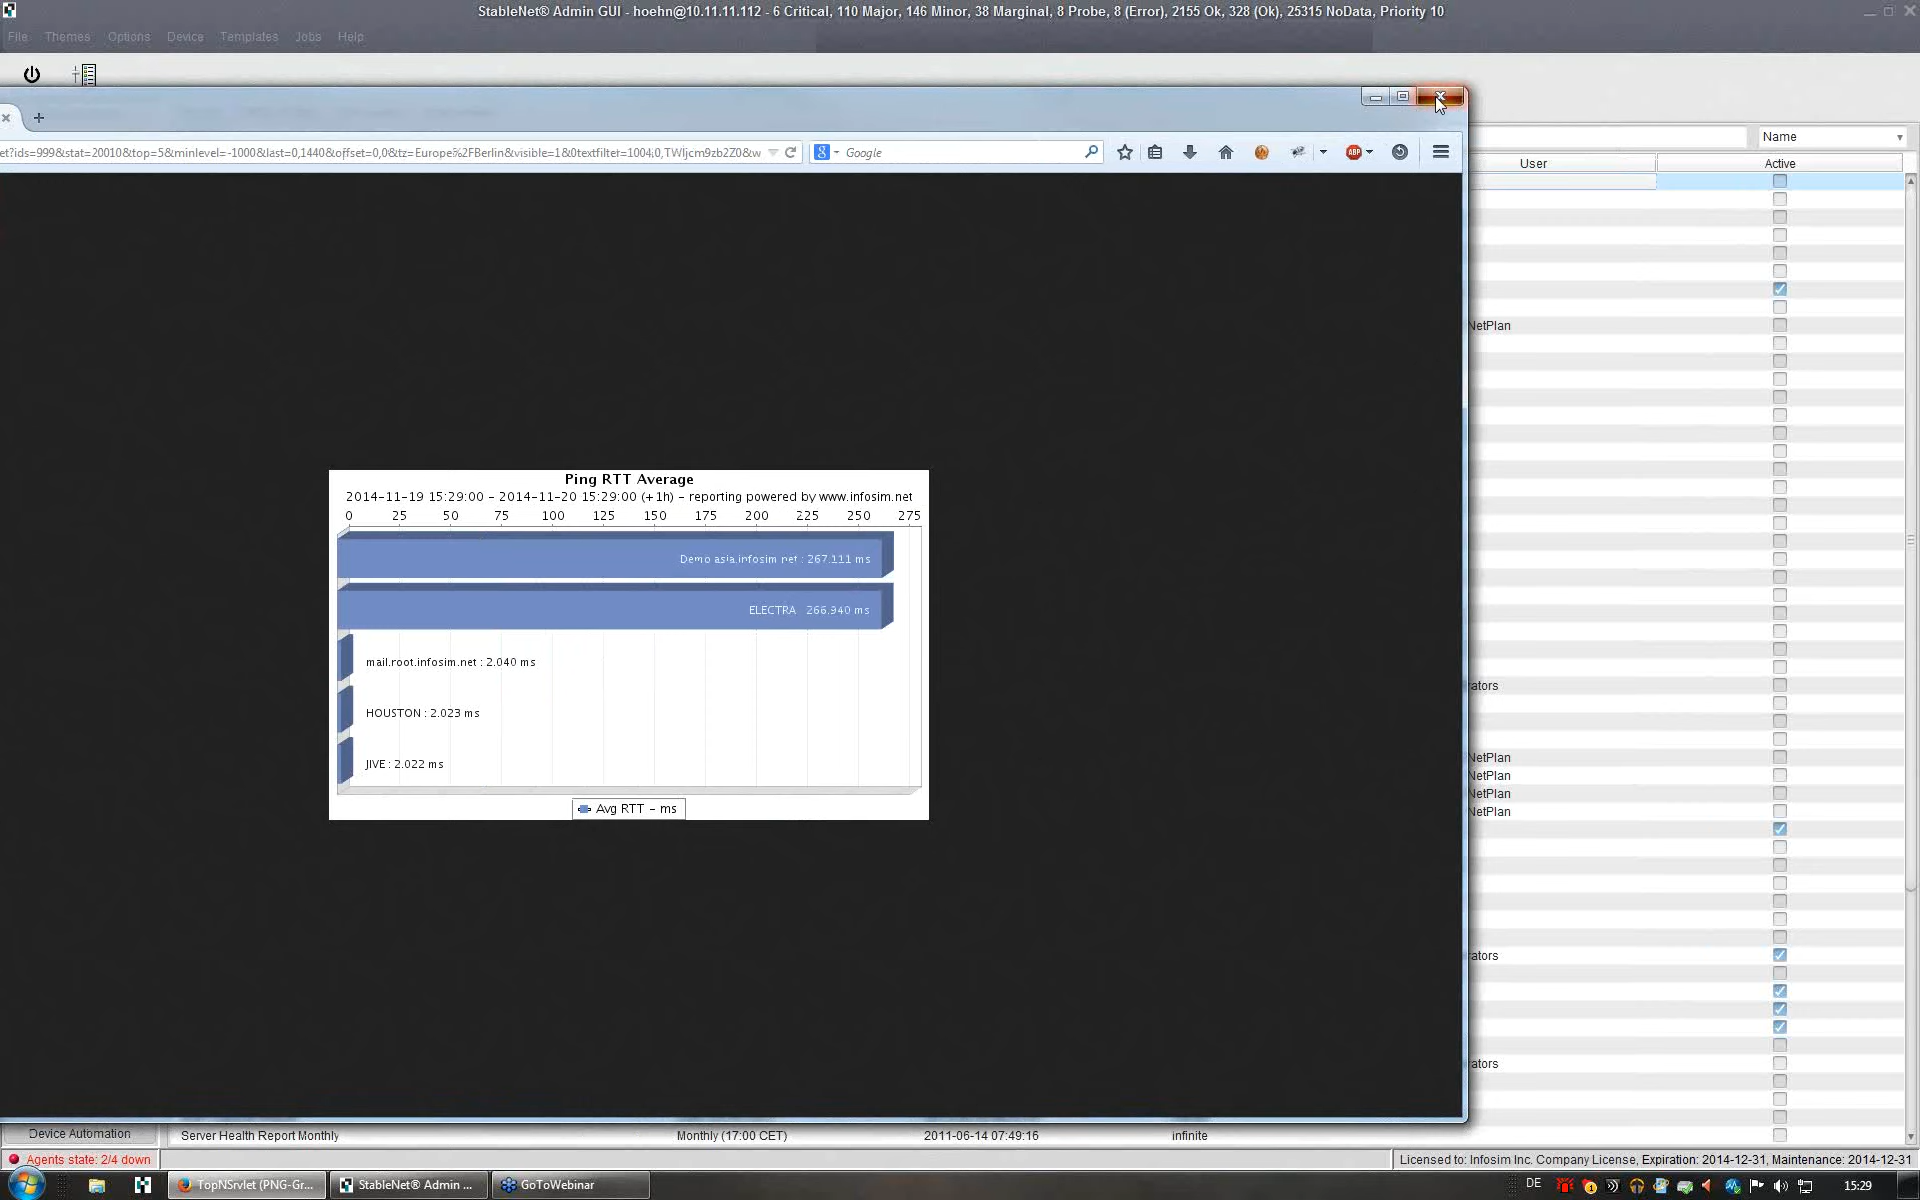 StableNet® Admin GUI - hoehn@10.11.11.112 - 6 Critical, 110 Major, 146 Minor, 38 Marginal, 8 Probe, 8 (Error), 2155 Ok, 328 (Ok), 25315 NoData, Priority 10
File Themes Options Device Templates Jobs Help
et?ids=999&stat=20010&top=5&minlevel=-1000&last=0,1440&offset=0,0&tz=Europe%2FBerlin&visible=1&0textfilter=1004;0,TWljcm9zb2Z0&w
Google
ABP
Name
User Active
NetPlan
rators
NetPlan
NetPlan
NetPlan
NetPlan
rators
rators
Ping RTT Average
2014-11-19 15:29:00 - 2014-11-20 15:29:00 (+1h) - reporting powered by www.infosim.net
0 25 50 75 100 125 150 175 200 225 250 275
Demo asia.infosim.net : 267.111 ms
ELECTRA 266.940 ms
mail.root.infosim.net : 2.040 ms
HOUSTON : 2.023 ms
JIVE : 2.022 ms
Avg RTT - ms
Device Automation Server Health Report Monthly Monthly (17:00 CET) 2011-06-14 07:49:16 infinite
Agents state: 2/4 down
Licensed to: Infosim Inc. Company License, Expiration: 2014-12-31, Maintenance: 2014-12-31
TopNSrvlet (PNG-Gr... StableNet® Admin ... GoToWebinar DE 15:29